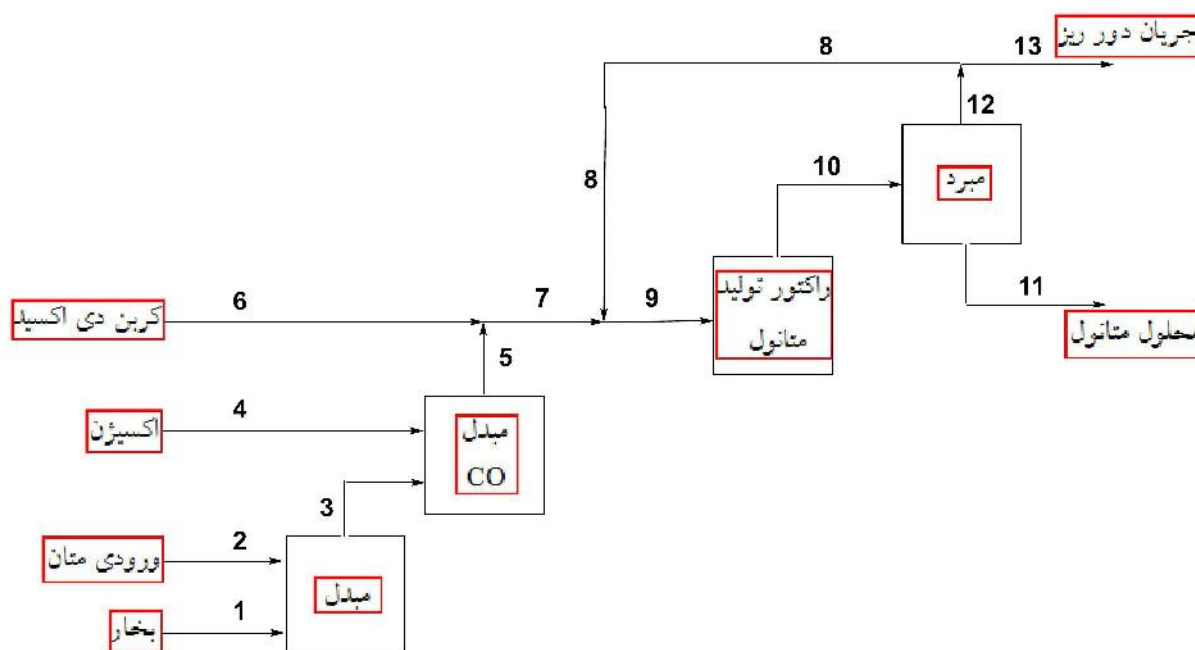 جریان دور ریز
8
13
12
مبرد
10
8
راکتور تولید
متانول
11
محلول متانول
9
7
6
کربن دی اکسید
5
4
اکسیژن
مبدل
CO
3
2
ورودی متان
مبدل
1
بخار